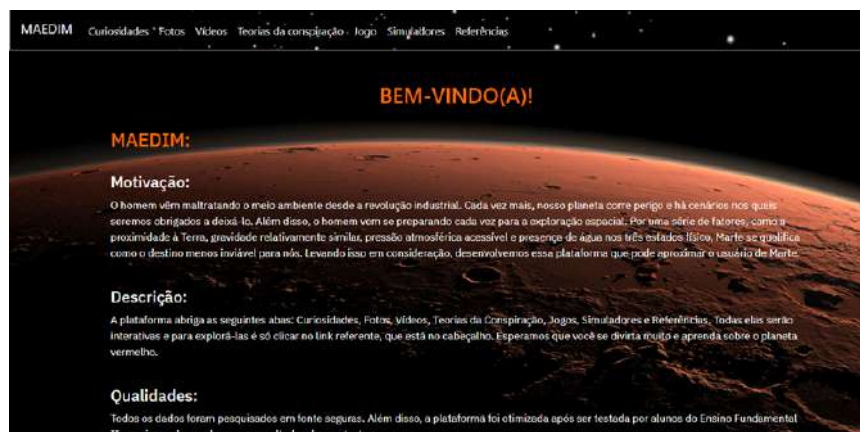 MAEDIM Curiosidades Fotos Vídeos Teorias da conspiração Jogo Simuladores Referências
BEM-VINDO(A)!
MAEDIM:
Motivação:
O homem vêm maltratando o meio ambiente desde a revolução industrial. Cada vez mais, nosso planeta corre perigo e há cenários nos quais
seremos obrigados a deixá-lo. Além disso, o homem vem se preparando cada vez para a exploração espacial. Por uma série de fatores, como a
proximidade à Terra, gravidade relativamente similar, pressão atmosférica acessível e presença de água nos três estados físico, Marte se qualifica
como o destino menos inviável para nós. Levando isso em consideração, desenvolvemos essa plataforma que pode aproximar o usuário de Marte.
Descrição:
A plataforma abriga as seguintes abas: Curiosidades, Fotos, Vídeos, Teorias da Conspiração, Jogos, Simuladores e Referências, Todas elas serão
interativas e para explorá-las é só clicar no link referente, que está no cabeçalho. Esperamos que você se divirta muito e aprenda sobre o planeta
vermelho.
Qualidades:
Todos os dados foram pesquisados em fonte seguras. Além disso, a plataforma foi otimizada após ser testada por alunos do Ensino Fundamental